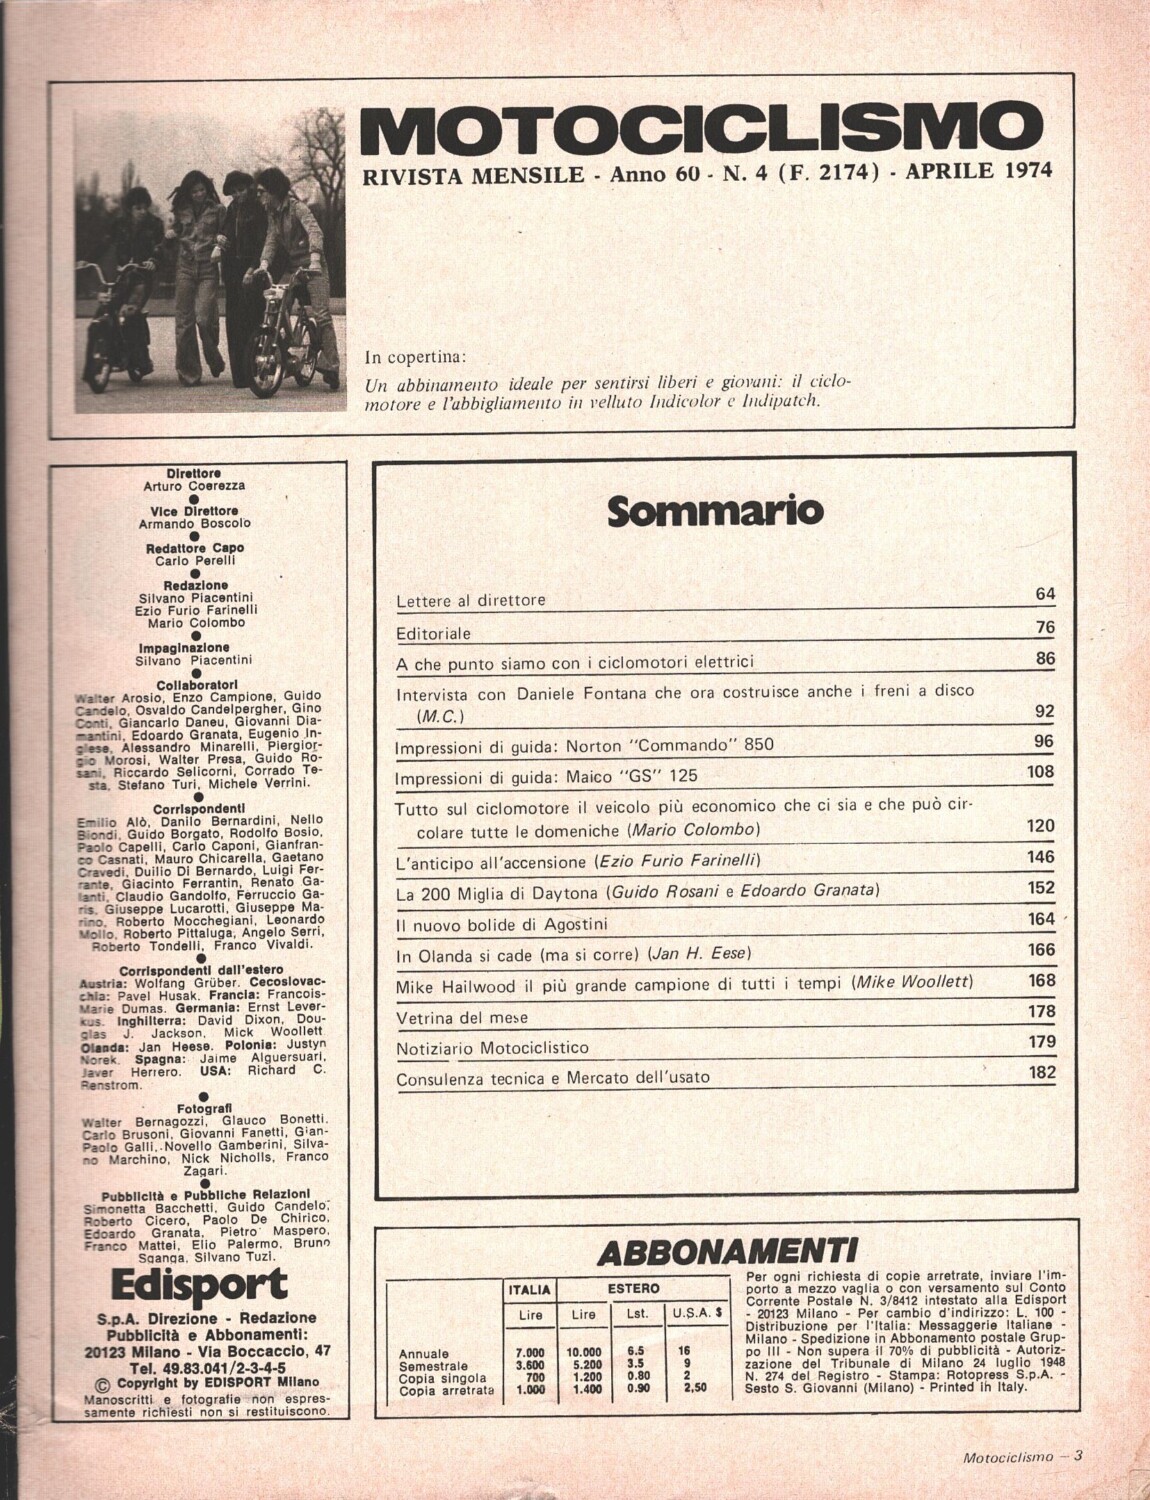 MOTOCICLISMO
RIVISTA MENSILE - Anno 60 - N. 4 (F. 2174) - APRILE 1974
In copertina:
Un abbinamento ideale per sentirsi liberi e giovani: il ciclo-
motore e l'abbigliamento in velluto Indicolor e Indipatch.
Direttore
Arturo Coerezza
Vice Direttore
Armando Boscolo
Redattore Capo
Carlo Perelli
Redazione
Silvano Piacentini
Ezio Furio Farinelli
Mario Colombo
Impaginazione
Silvano Piacentini
Collaboratori
Walter Arosio, Enzo Campione, Guido
Candelo, Osvaldo Candelpergher, Gino
Conti, Giancarlo Daneu, Giovanni Dia-
mantini, Edoardo Granata, Eugenio In-
glese, Alessandro Minarelli, Piergior-
gio Morosi, Walter Presa, Guido Ro-
sani, Riccardo Selicorni, Corrado Te-
sta, Stefano Turi, Michele Verrini.
Corrispondenti
Emilio Alò, Danilo Bernardini, Nello
Biondi, Guido Borgato, Rodolfo Bosio,
Paolo Capelli, Carlo Caponi, Gianfran-
co Casnati, Mauro Chicarella, Gaetano
Cravedi, Duilio Di Bernardo, Luigi Fer-
rante, Giacinto Ferrantin, Renato Ga-
lanti, Claudio Gandolfo, Ferruccio Ga-
ris, Giuseppe Lucarotti, Giuseppe Ma-
rino, Roberto Mocchegiani, Leonardo
Mollo, Roberto Pittaluga, Angelo Serri,
Roberto Tondelli, Franco Vivaldi.
Corrispondenti dall'estero
Austria: Wolfang Grüber. Cecoslovac-
chia: Pavel Husak. Francia: Francois-
Marie Dumas. Germania: Ernst Lever-
kus. Inghilterra: David Dixon, Dou-
glas J. Jackson, Mick Woollett
Olanda: Jan Heese. Polonia: Justyn
Norek. Spagna: Jaime Alguersuari,
Javer Herrero. USA: Richard C.
Renstrom.
Fotografi
Walter Bernagozzi, Glauco Bonetti,
Carlo Brusoni, Giovanni Fanetti, Gian-
Paolo Galli, Novello Gamberini, Silva-
no Marchino, Nick Nicholls, Franco
Zagari.
Pubblicità e Pubbliche Relazioni
Simonetta Bacchetti, Guido Candelo,
Roberto Cicero, Paolo De Chirico,
Edoardo Granata, Pietro Maspero,
Franco Mattei, Elio Palermo, Bruno
Sganga, Silvano Tuzi.
Edisport
S.p.A. Direzione - Redazione
Pubblicità e Abbonamenti:
20123 Milano - Via Boccaccio, 47
Tel. 49.83.041/2-3-4-5
© Copyright by EDISPORT Milano
Manoscritti e fotografie non espres-
samente richiesti non si restituiscono.
Sommario
Lettere al direttore 64
Editoriale 76
A che punto siamo con i ciclomotori elettrici 86
Intervista con Daniele Fontana che ora costruisce anche i freni a disco
(M.C.) 92
Impressioni di guida: Norton "Commando" 850 96
Impressioni di guida: Maico "GS" 125 108
Tutto sul ciclomotore il veicolo più economico che ci sia e che può cir-
colare tutte le domeniche (Mario Colombo) 120
L'anticipo all'accensione (Ezio Furio Farinelli) 146
La 200 Miglia di Daytona (Guido Rosani e Edoardo Granata) 152
Il nuovo bolide di Agostini 164
In Olanda si cade (ma si corre) (Jan H. Eese) 166
Mike Hailwood il più grande campione di tutti i tempi (Mike Woollett) 168
Vetrina del mese 178
Notiziario Motociclistico 179
Consulenza tecnica e Mercato dell'usato 182
ABBONAMENTI
ITALIA ESTERO
Lire Lire Lst. U.S.A. $
Annuale 7.000 10.000 6.5 16
Semestrale 3.600 5.200 3.5 9
Copia singola 700 1.200 0.80 2
Copia arretrata 1.000 1.400 0.90 2,50
Per ogni richiesta di copie arretrate, inviare l'im-
porto a mezzo vaglia o con versamento sul Conto
Corrente Postale N. 3/8412 intestato alla Edisport
- 20123 Milano - Per cambio d'indirizzo: L. 100 -
Distribuzione per l'Italia: Messaggerie Italiane -
Milano - Spedizione in Abbonamento postale Grup-
po III - Non supera il 70% di pubblicità - Autoriz-
zazione del Tribunale di Milano 24 luglio 1948
N. 274 del Registro - Stampa: Rotopress S.p.A. -
Sesto S. Giovanni (Milano) - Printed in Italy.
Motociclismo - 3